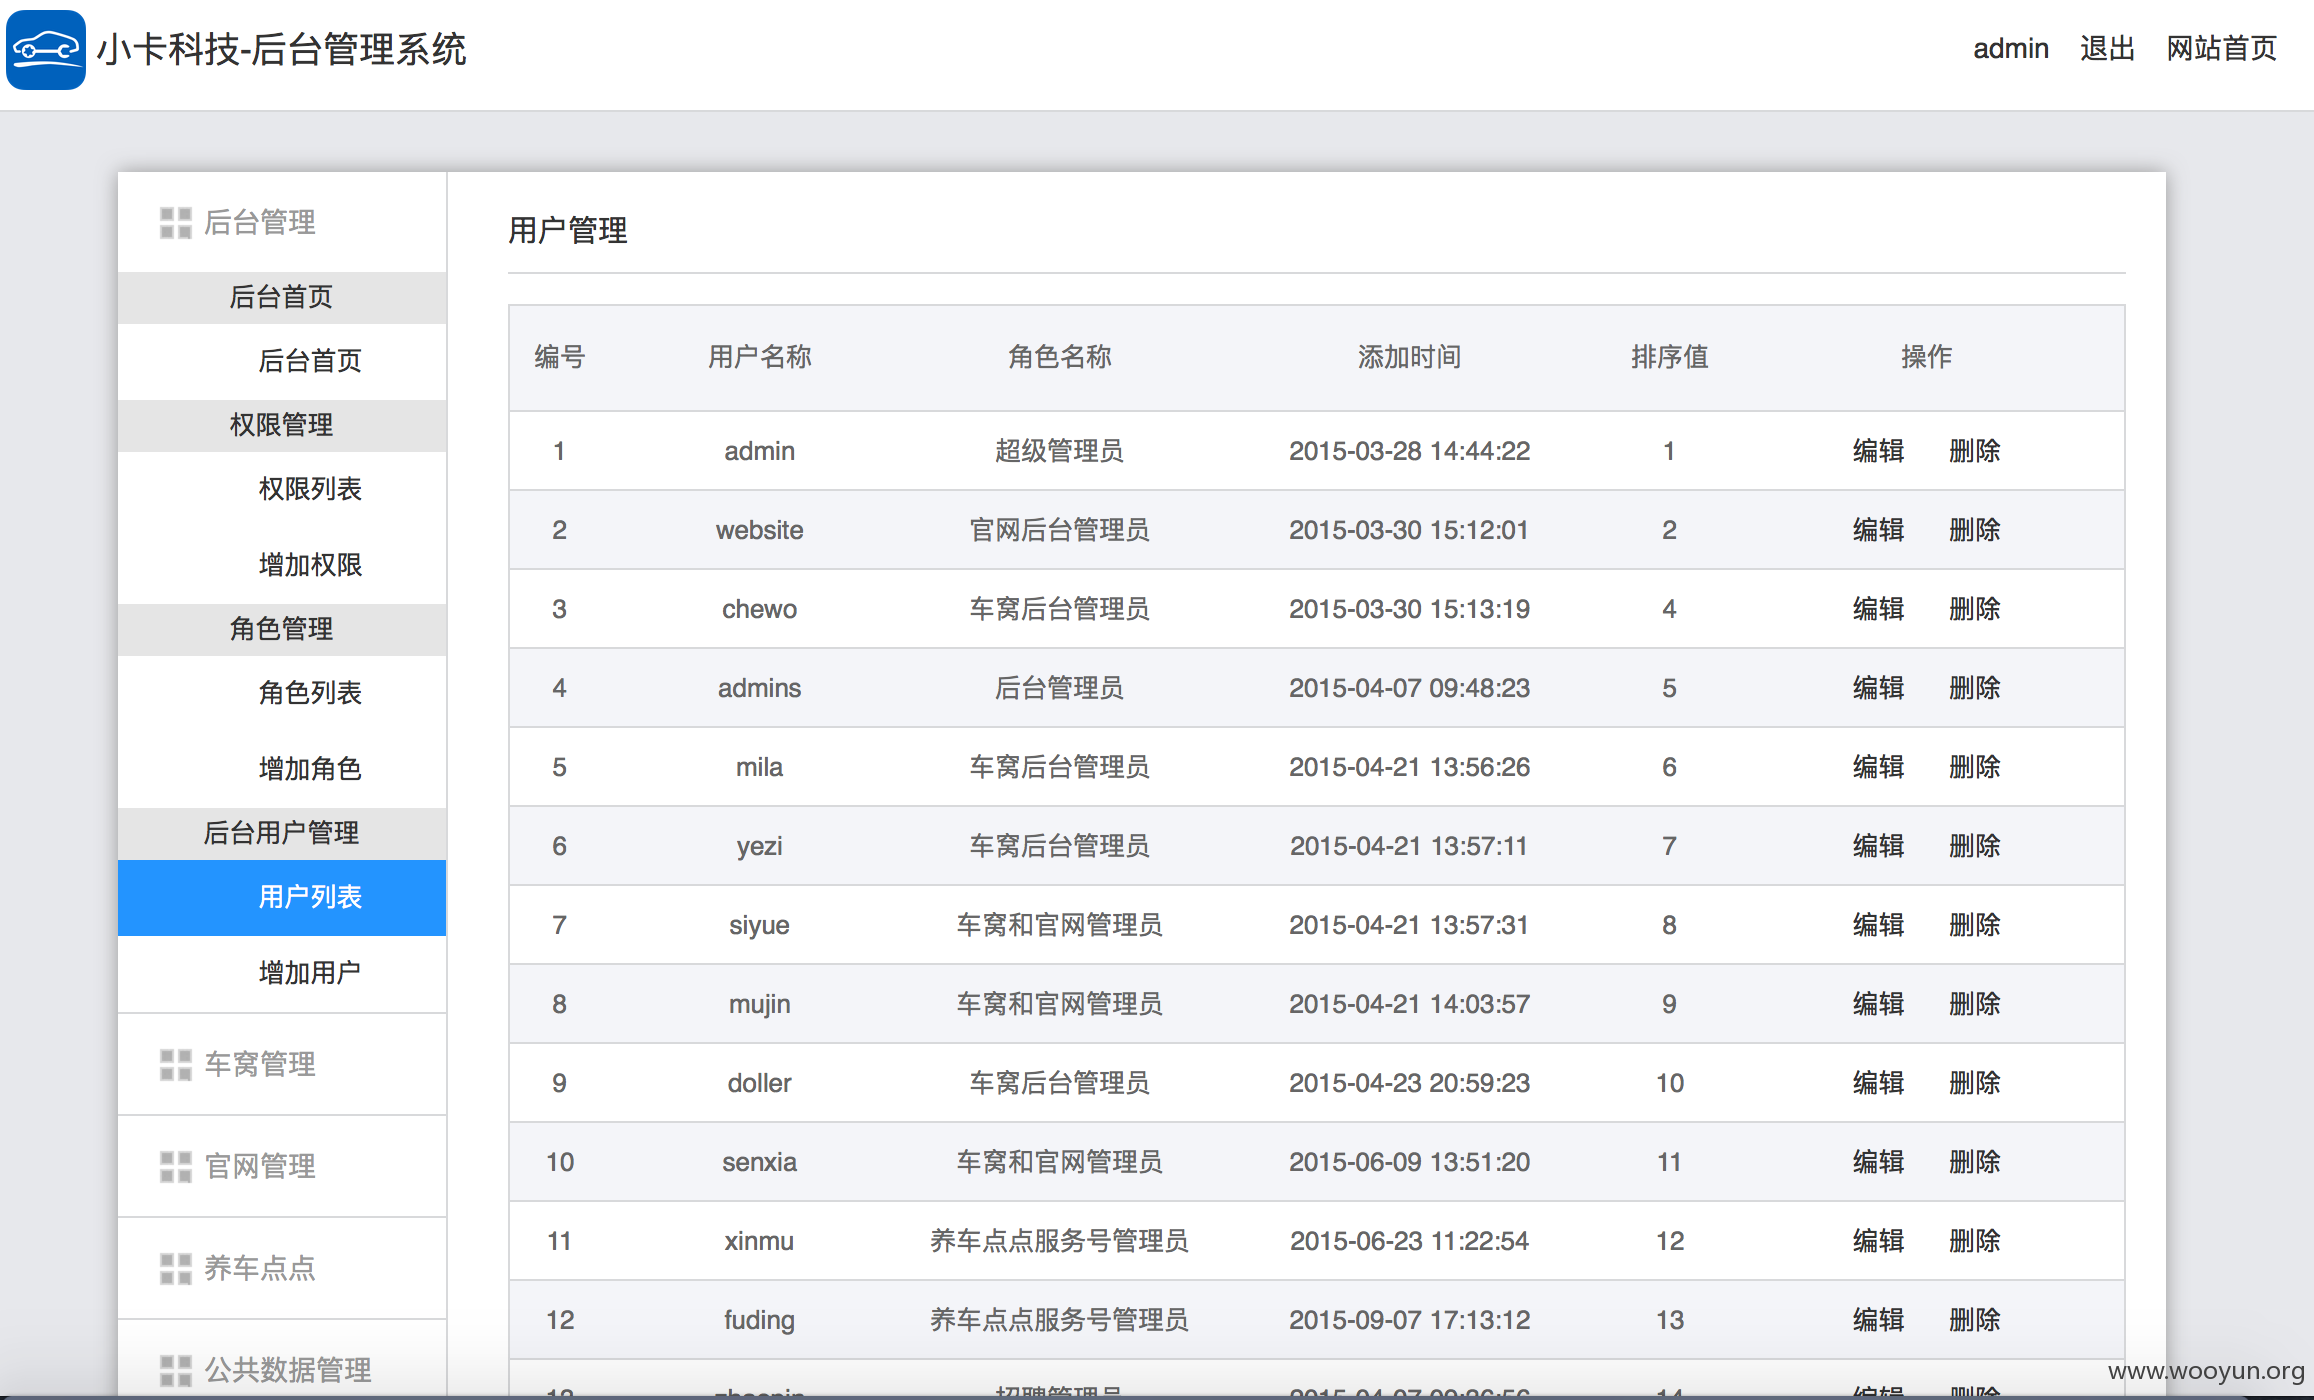 小卡科技-后台管理系统
admin 退出 网站首页
后台管理
后台首页
后台首页
权限管理
权限列表
增加权限
角色管理
角色列表
增加角色
后台用户管理
用户列表
增加用户
车窝管理
官网管理
养车点点
公共数据管理
用户管理
编号 用户名称 角色名称 添加时间 排序值 操作
1 admin 超级管理员 2015-03-28 14:44:22 1 编辑 删除
2 website 官网后台管理员 2015-03-30 15:12:01 2 编辑 删除
3 chewo 车窝后台管理员 2015-03-30 15:13:19 4 编辑 删除
4 admins 后台管理员 2015-04-07 09:48:23 5 编辑 删除
5 mila 车窝后台管理员 2015-04-21 13:56:26 6 编辑 删除
6 yezi 车窝后台管理员 2015-04-21 13:57:11 7 编辑 删除
7 siyue 车窝和官网管理员 2015-04-21 13:57:31 8 编辑 删除
8 mujin 车窝和官网管理员 2015-04-21 14:03:57 9 编辑 删除
9 doller 车窝后台管理员 2015-04-23 20:59:23 10 编辑 删除
10 senxia 车窝和官网管理员 2015-06-09 13:51:20 11 编辑 删除
11 xinmu 养车点点服务号管理员 2015-06-23 11:22:54 12 编辑 删除
12 fuding 养车点点服务号管理员 2015-09-07 17:13:12 13 编辑 删除
www.wooyun.org